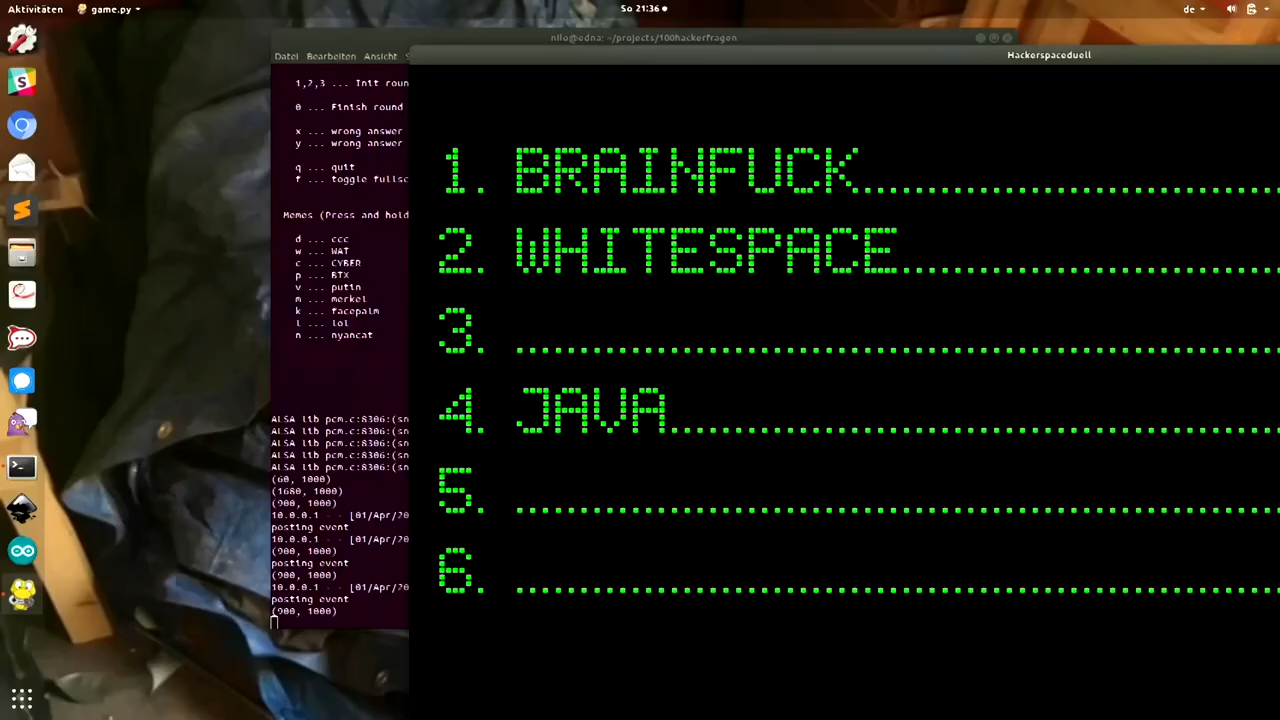 Aktivitäten
game.py
So 21:36
de
nilo@edna: ~/projects/100hackerfragen
Datei Bearbeiten Ansicht
Hackerspaceduell
1,2,3 ... Init roun
0 ... Finish round
x ... wrong answer
y ... wrong answer
q ... quit
f ... toggle fullsc
Memes (Press and hold
d ... ccc
w ... WAT
c ... CYBER
p ... BTX
v ... putin
m ... merkel
k ... facepalm
l ... lol
n ... nyancat
ALSA lib pcm.c:8306:(sn
ALSA lib pcm.c:8306:(sn
ALSA lib pcm.c:8306:(sn
ALSA lib pcm.c:8306:(sn
ALSA lib pcm.c:8306:(sn
(60, 1000)
(1680, 1000)
(900, 1000)
10.0.0.1 - - [01/Apr/20
posting event
10.0.0.1 - - [01/Apr/20
(900, 1000)
posting event
(900, 1000)
10.0.0.1 - - [01/Apr/20
posting event
(900, 1000)
1. BRAINFUCK
2. WHITESPACE
3.
4. JAVA
5.
6.